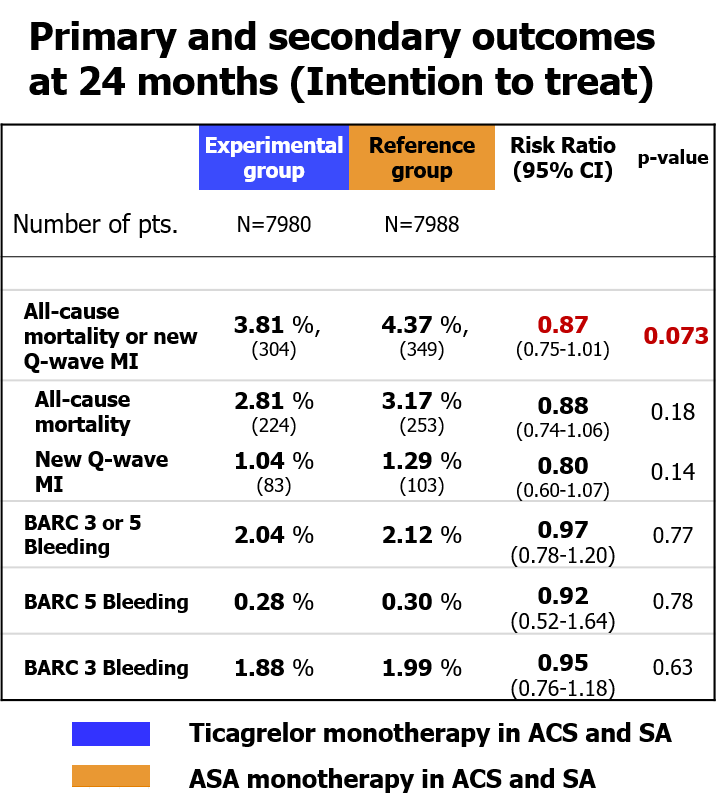 Primary and secondary outcomes
at 24 months (Intention to treat)
Experimental group Reference group Risk Ratio (95% CI) p-value
Number of pts. N=7980 N=7988
All-cause mortality or new Q-wave MI 3.81 %, (304) 4.37 %, (349) 0.87 (0.75-1.01) 0.073
All-cause mortality 2.81 % (224) 3.17 % (253) 0.88 (0.74-1.06) 0.18
New Q-wave MI 1.04 % (83) 1.29 % (103) 0.80 (0.60-1.07) 0.14
BARC 3 or 5 Bleeding 2.04 % 2.12 % 0.97 (0.78-1.20) 0.77
BARC 5 Bleeding 0.28 % 0.30 % 0.92 (0.52-1.64) 0.78
BARC 3 Bleeding 1.88 % 1.99 % 0.95 (0.76-1.18) 0.63
Ticagrelor monotherapy in ACS and SA
ASA monotherapy in ACS and SA